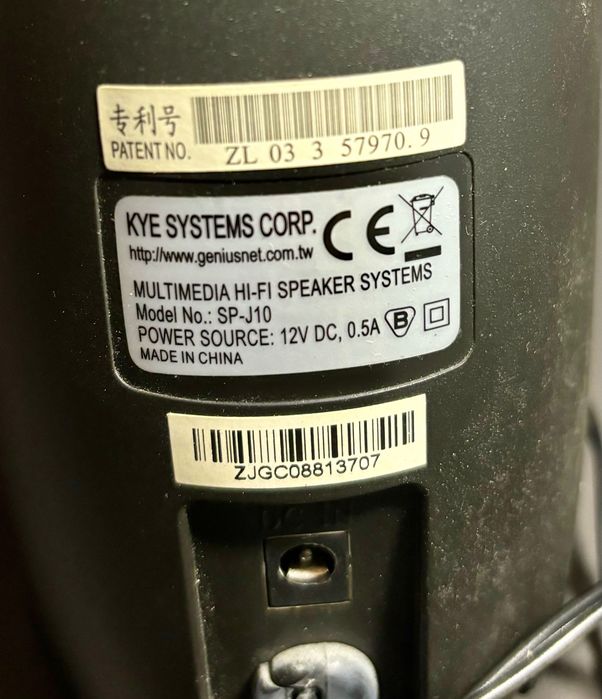 专利号
PATENT NO. ZL 03 3 57970.9
KYE SYSTEMS CORP. CE
http://www.geniusnet.com.tw
MULTIMEDIA HI-FI SPEAKER SYSTEMS
Model No.: SP-J10
POWER SOURCE: 12V DC, 0.5A B
MADE IN CHINA
ZJGC08813707
DC IN